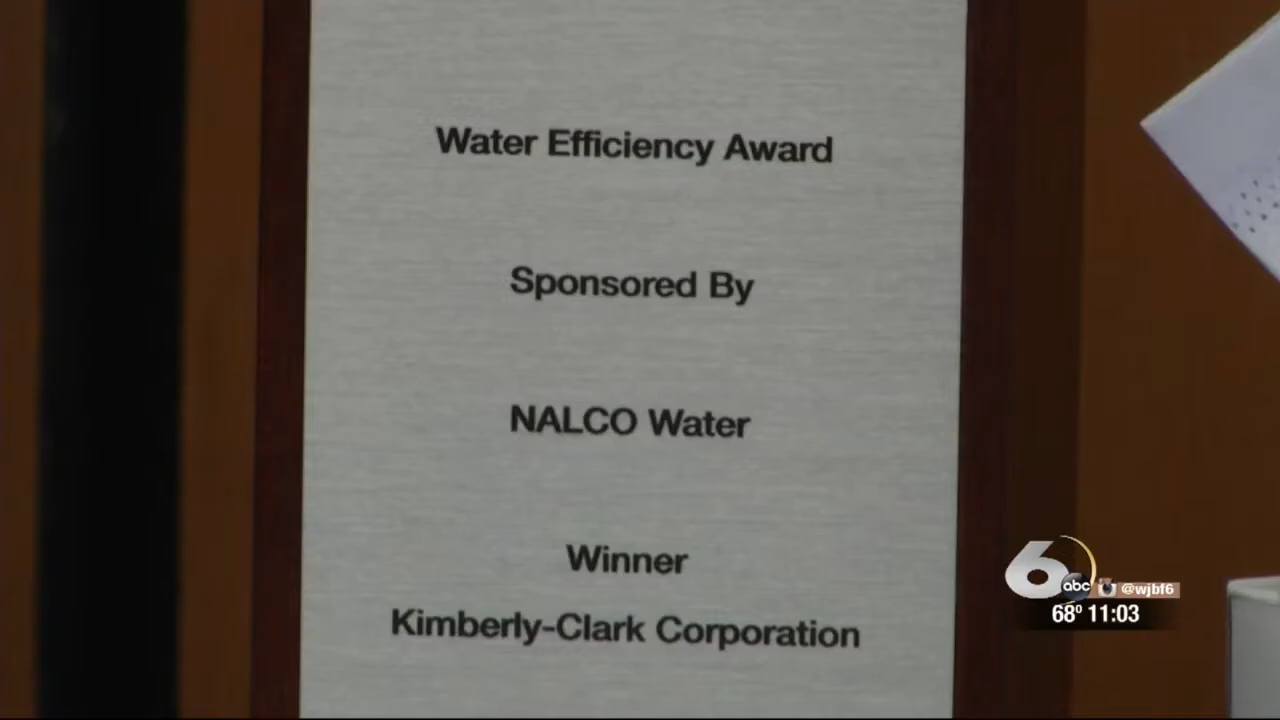 Water Efficiency Award
Sponsored By
NALCO Water
Winner
Kimberly-Clark Corporation
6
abc
@wjbf6
68° 11:03